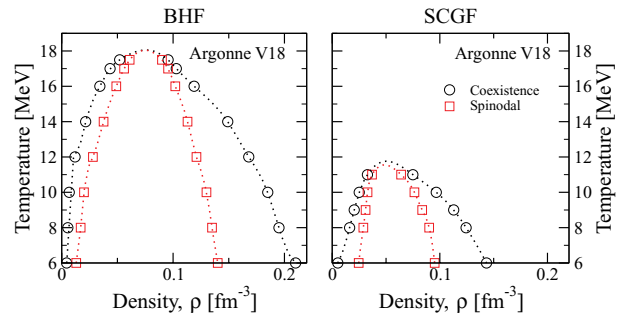 BHF
SCGF
Argonne V18
Argonne V18
Coexistence
Spinodal
Temperature [MeV]
18
16
14
12
10
8
6
18
16
14
12
10
8
6
Temperature [MeV]
0
0.1
0.2
0
0.1
0.2
Density, ρ [fm⁻³]
Density, ρ [fm⁻³]